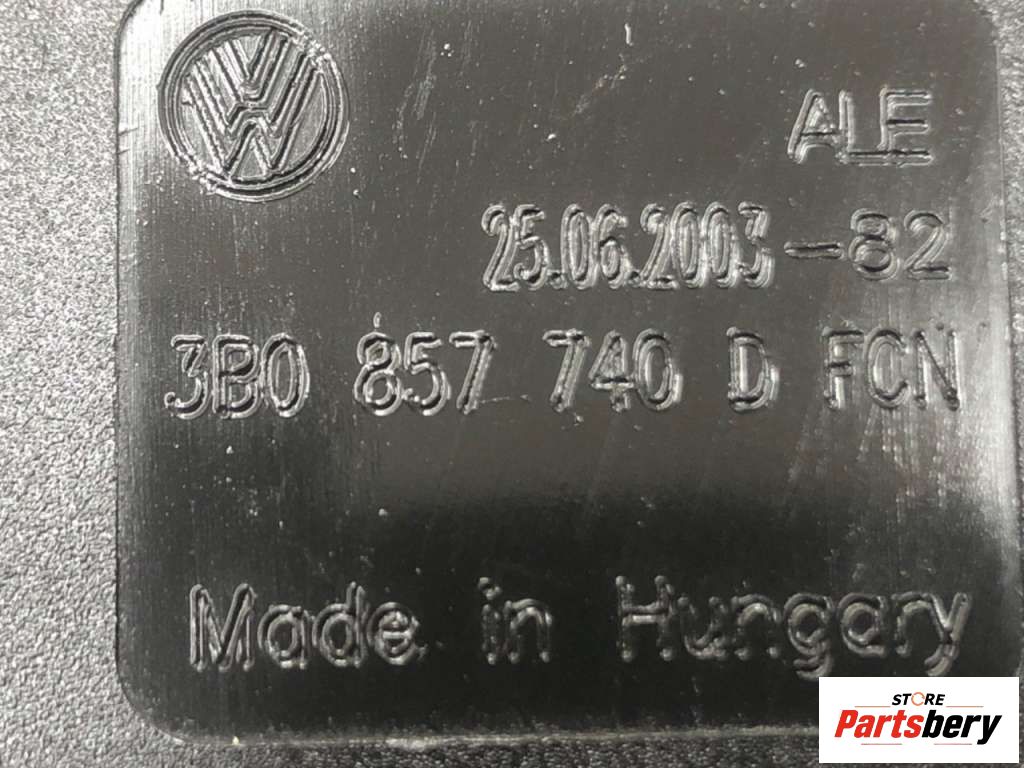 VW
ALE
25.06.2003-82
3B0 857 740 D FCN
Made in Hungary
STORE
Partsbery